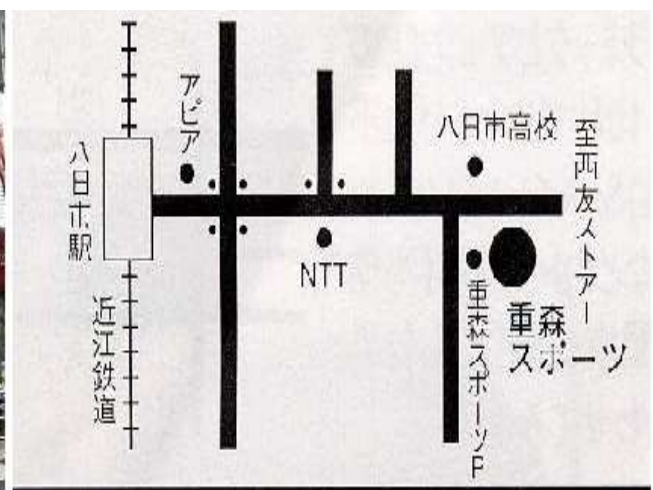 アピア
八日市駅
近江鉄道
NTT
八日市高校
至西友ストアー
重森スポーツP
重森
スポーツ